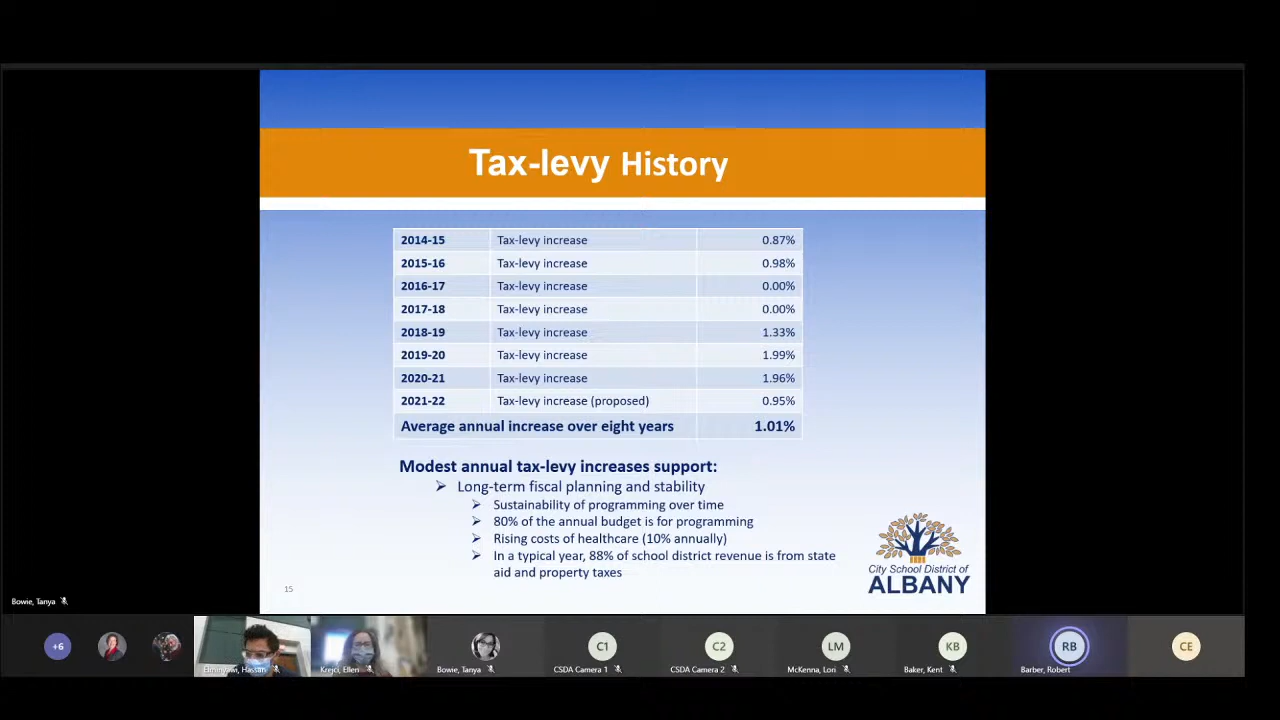 Tax-levy History
2014-15 Tax-levy increase 0.87%
2015-16 Tax-levy increase 0.98%
2016-17 Tax-levy increase 0.00%
2017-18 Tax-levy increase 0.00%
2018-19 Tax-levy increase 1.33%
2019-20 Tax-levy increase 1.99%
2020-21 Tax-levy increase 1.96%
2021-22 Tax-levy increase (proposed) 0.95%
Average annual increase over eight years 1.01%
Modest annual tax-levy increases support:
Long-term fiscal planning and stability
Sustainability of programming over time
80% of the annual budget is for programming
Rising costs of healthcare (10% annually)
In a typical year, 88% of school district revenue is from state
aid and property taxes
City School District of
ALBANY
15
Bowie, Tanya
+6
C1
C2
LM
KB
RB
CE
Hassan
Krejci, Ellen
Bowie, Tanya
CSDA Camera 1
CSDA Camera 2
McKenna, Lori
Baker, Kent
Barber, Robert